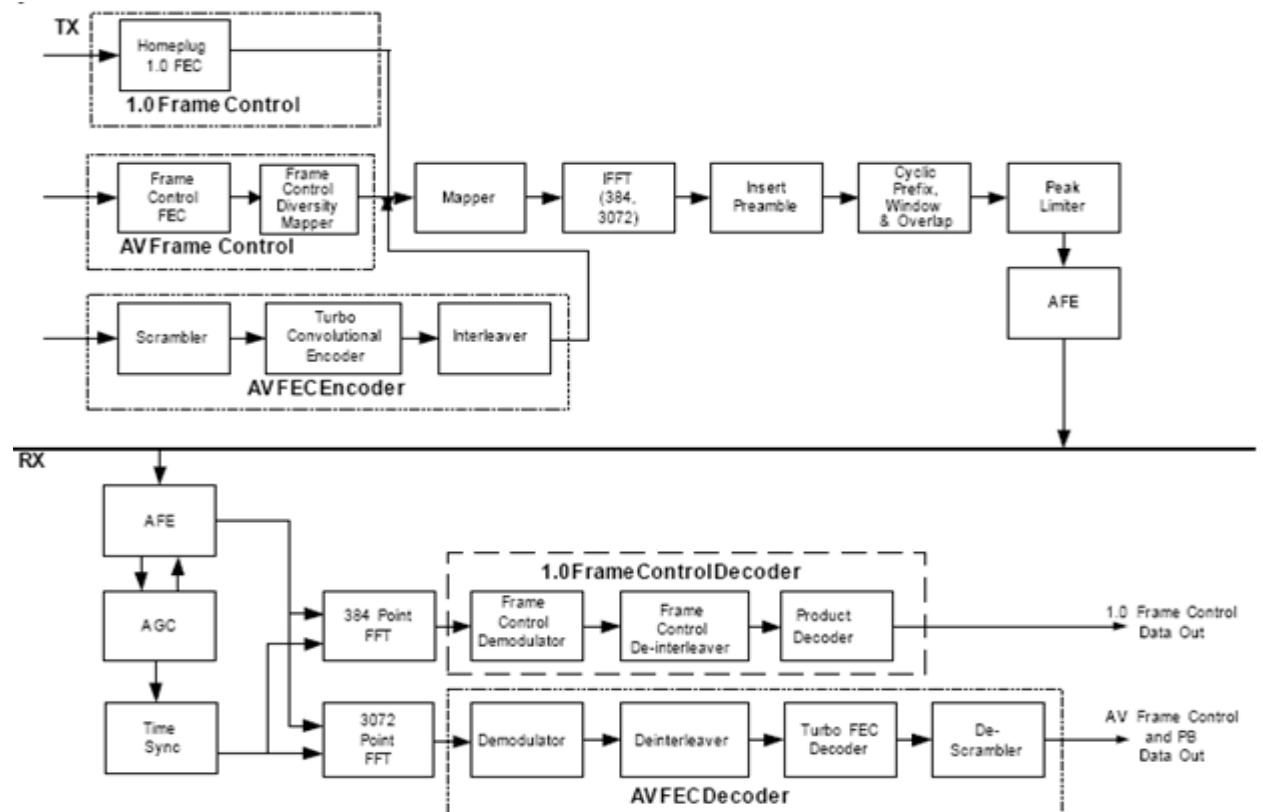 TX
Homeplug
1.0 FEC
1.0 Frame Control
Frame
Control
FEC
Frame
Control
Diversity
Mapper
AV Frame Control
Mapper
IFFT
(384,
3072)
Insert
Preamble
Cyclic
Prefix,
Window
& Overlap
Peak
Limiter
AFE
Scrambler
Turbo
Convolutional
Encoder
Interleaver
AV FEC Encoder
RX
AFE
AGC
Time
Sync
384 Point
FFT
3072
Point
FFT
1.0 Frame Control Decoder
Frame
Control
Demodulator
Frame
Control
De-interleaver
Product
Decoder
1.0 Frame Control
Data Out
Demodulator
Deinterleaver
Turbo FEC
Decoder
De-
Scrambler
AV FEC Decoder
AV Frame Control
and PB
Data Out